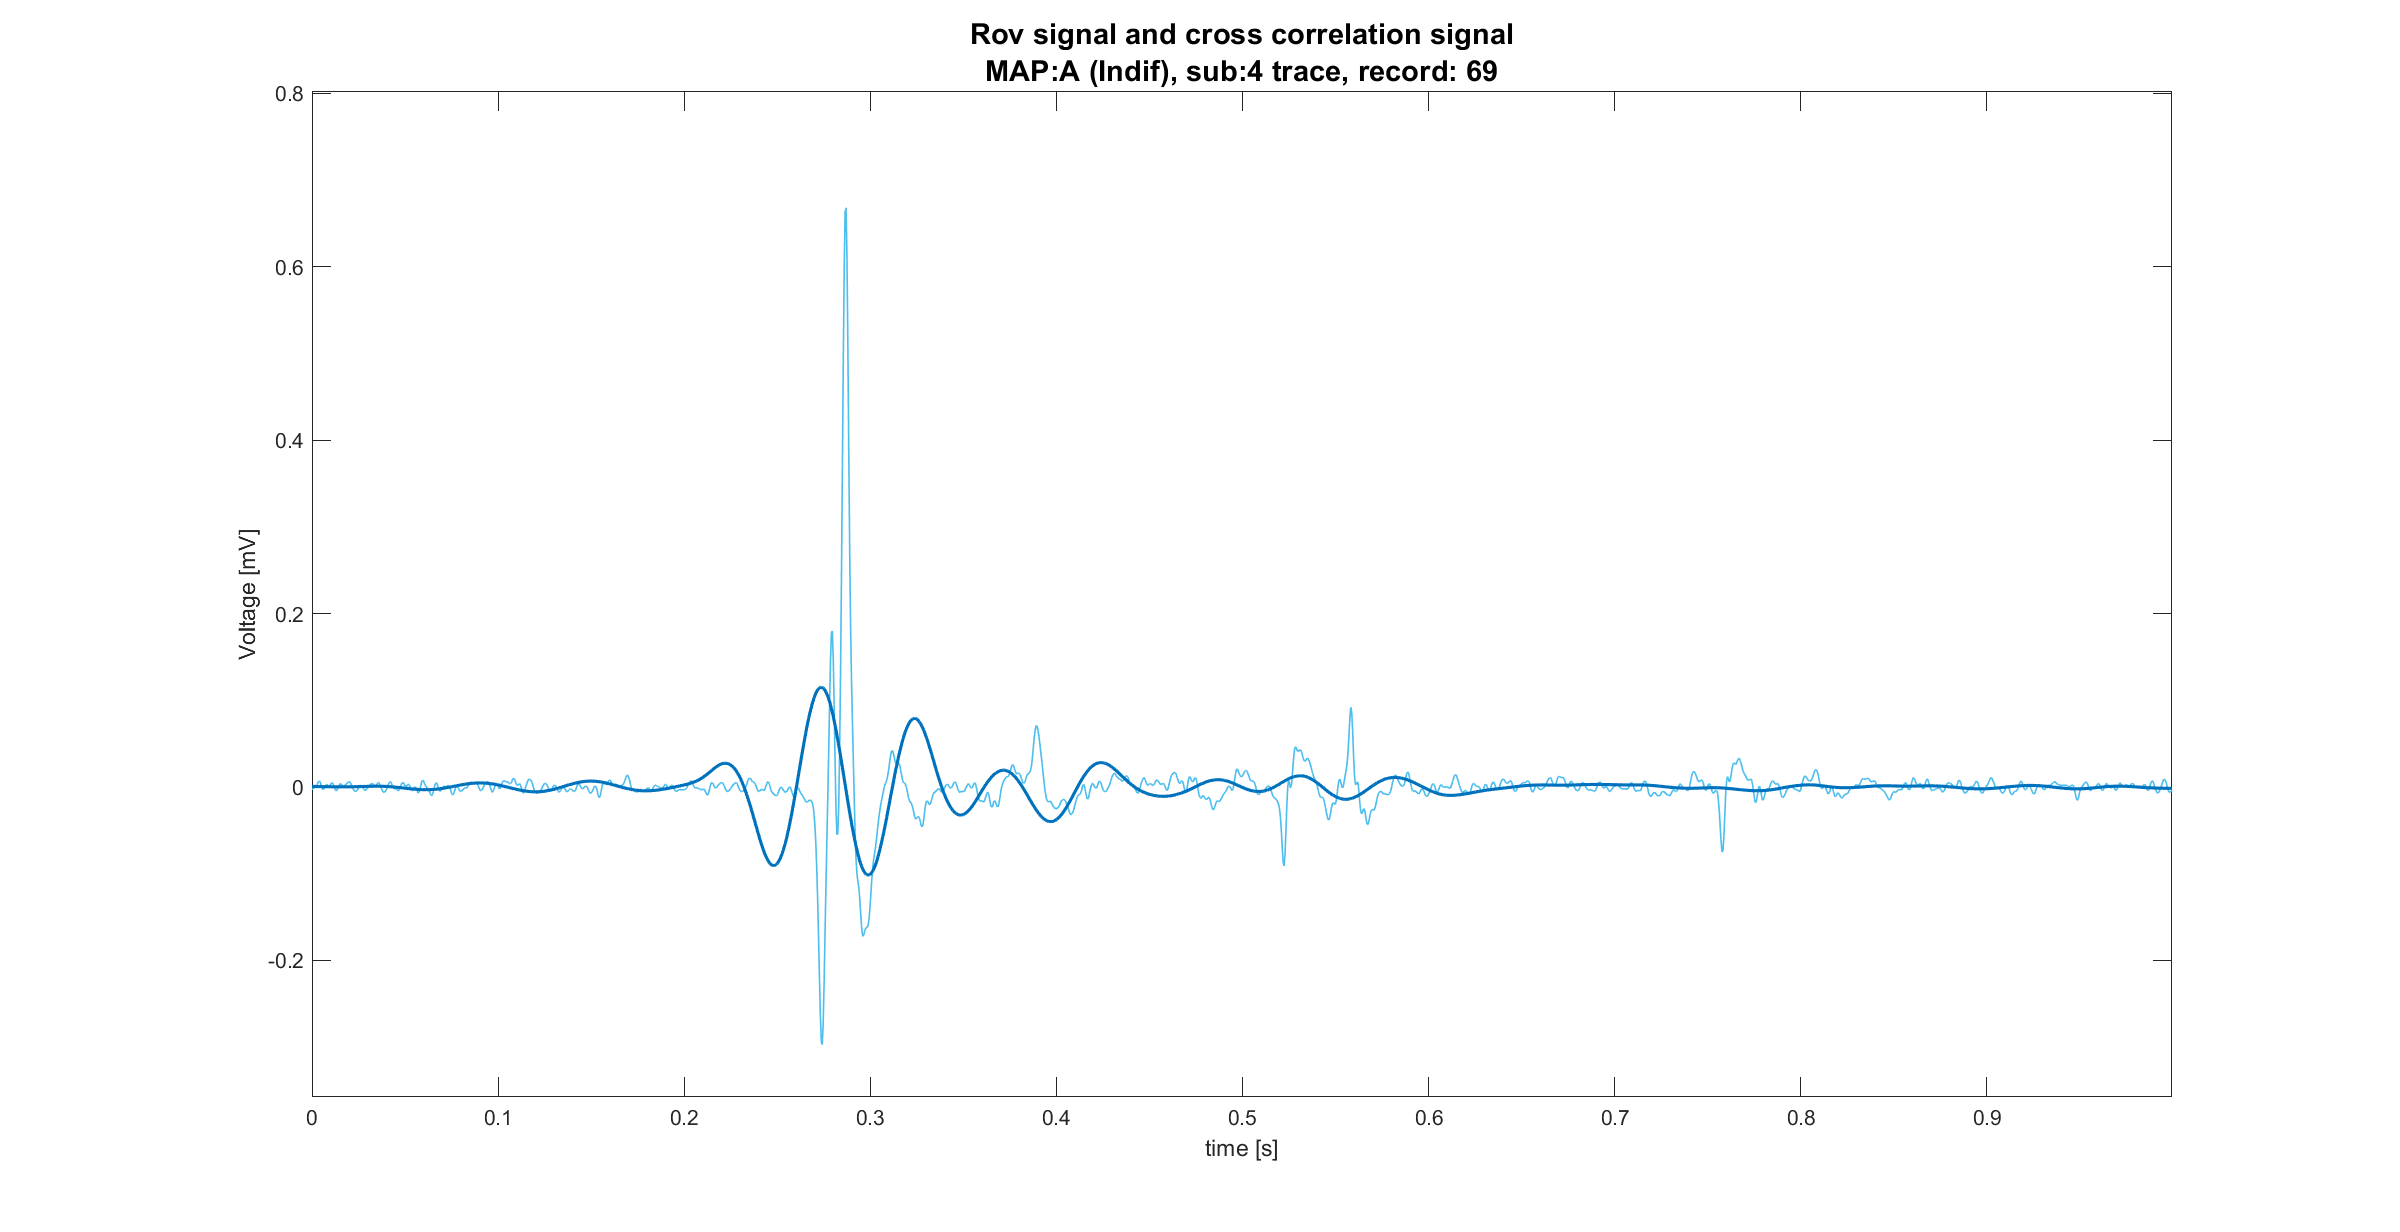 Rov signal and cross correlation signal
MAP:A (Indif), sub:4 trace, record: 69
0.8
0.6
0.4
0.2
0
-0.2
Voltage [mV]
0 0.1 0.2 0.3 0.4 0.5 0.6 0.7 0.8 0.9
time [s]